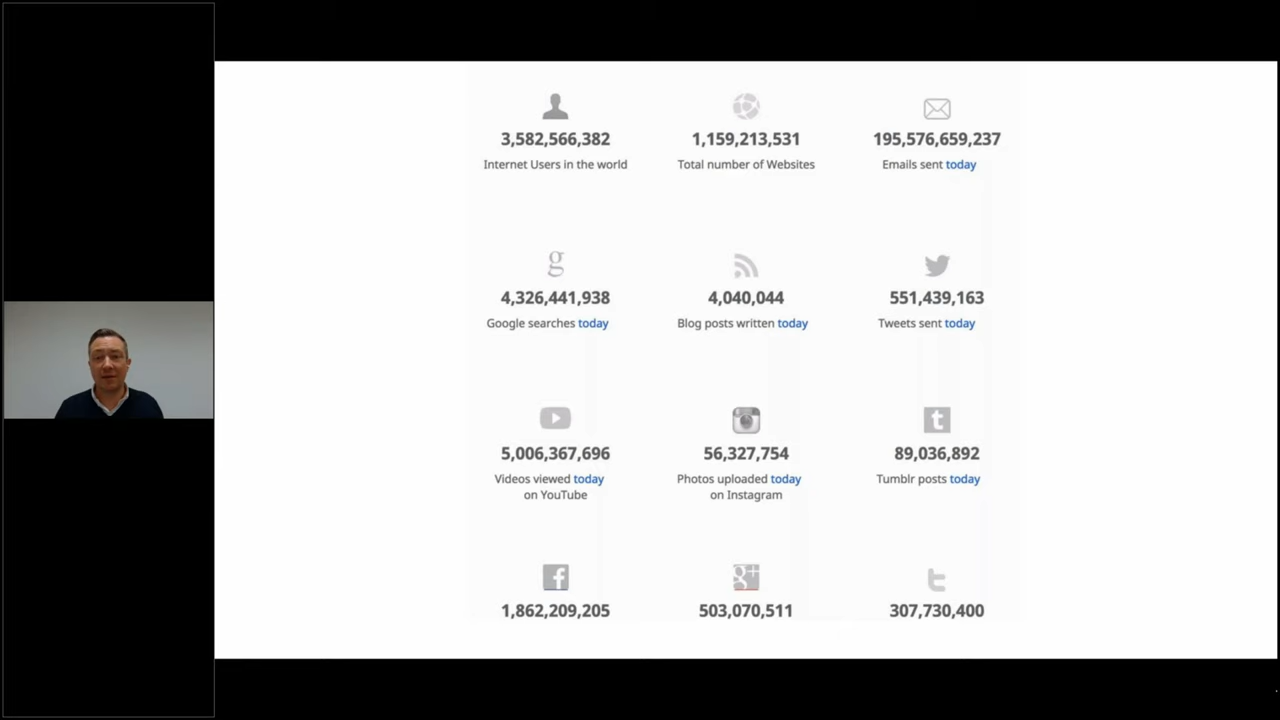 3,582,566,382
Internet Users in the world
1,159,213,531
Total number of Websites
195,576,659,237
Emails sent today
4,326,441,938
Google searches today
4,040,044
Blog posts written today
551,439,163
Tweets sent today
5,006,367,696
Videos viewed today
on YouTube
56,327,754
Photos uploaded today
on Instagram
89,036,892
Tumblr posts today
1,862,209,205
503,070,511
307,730,400